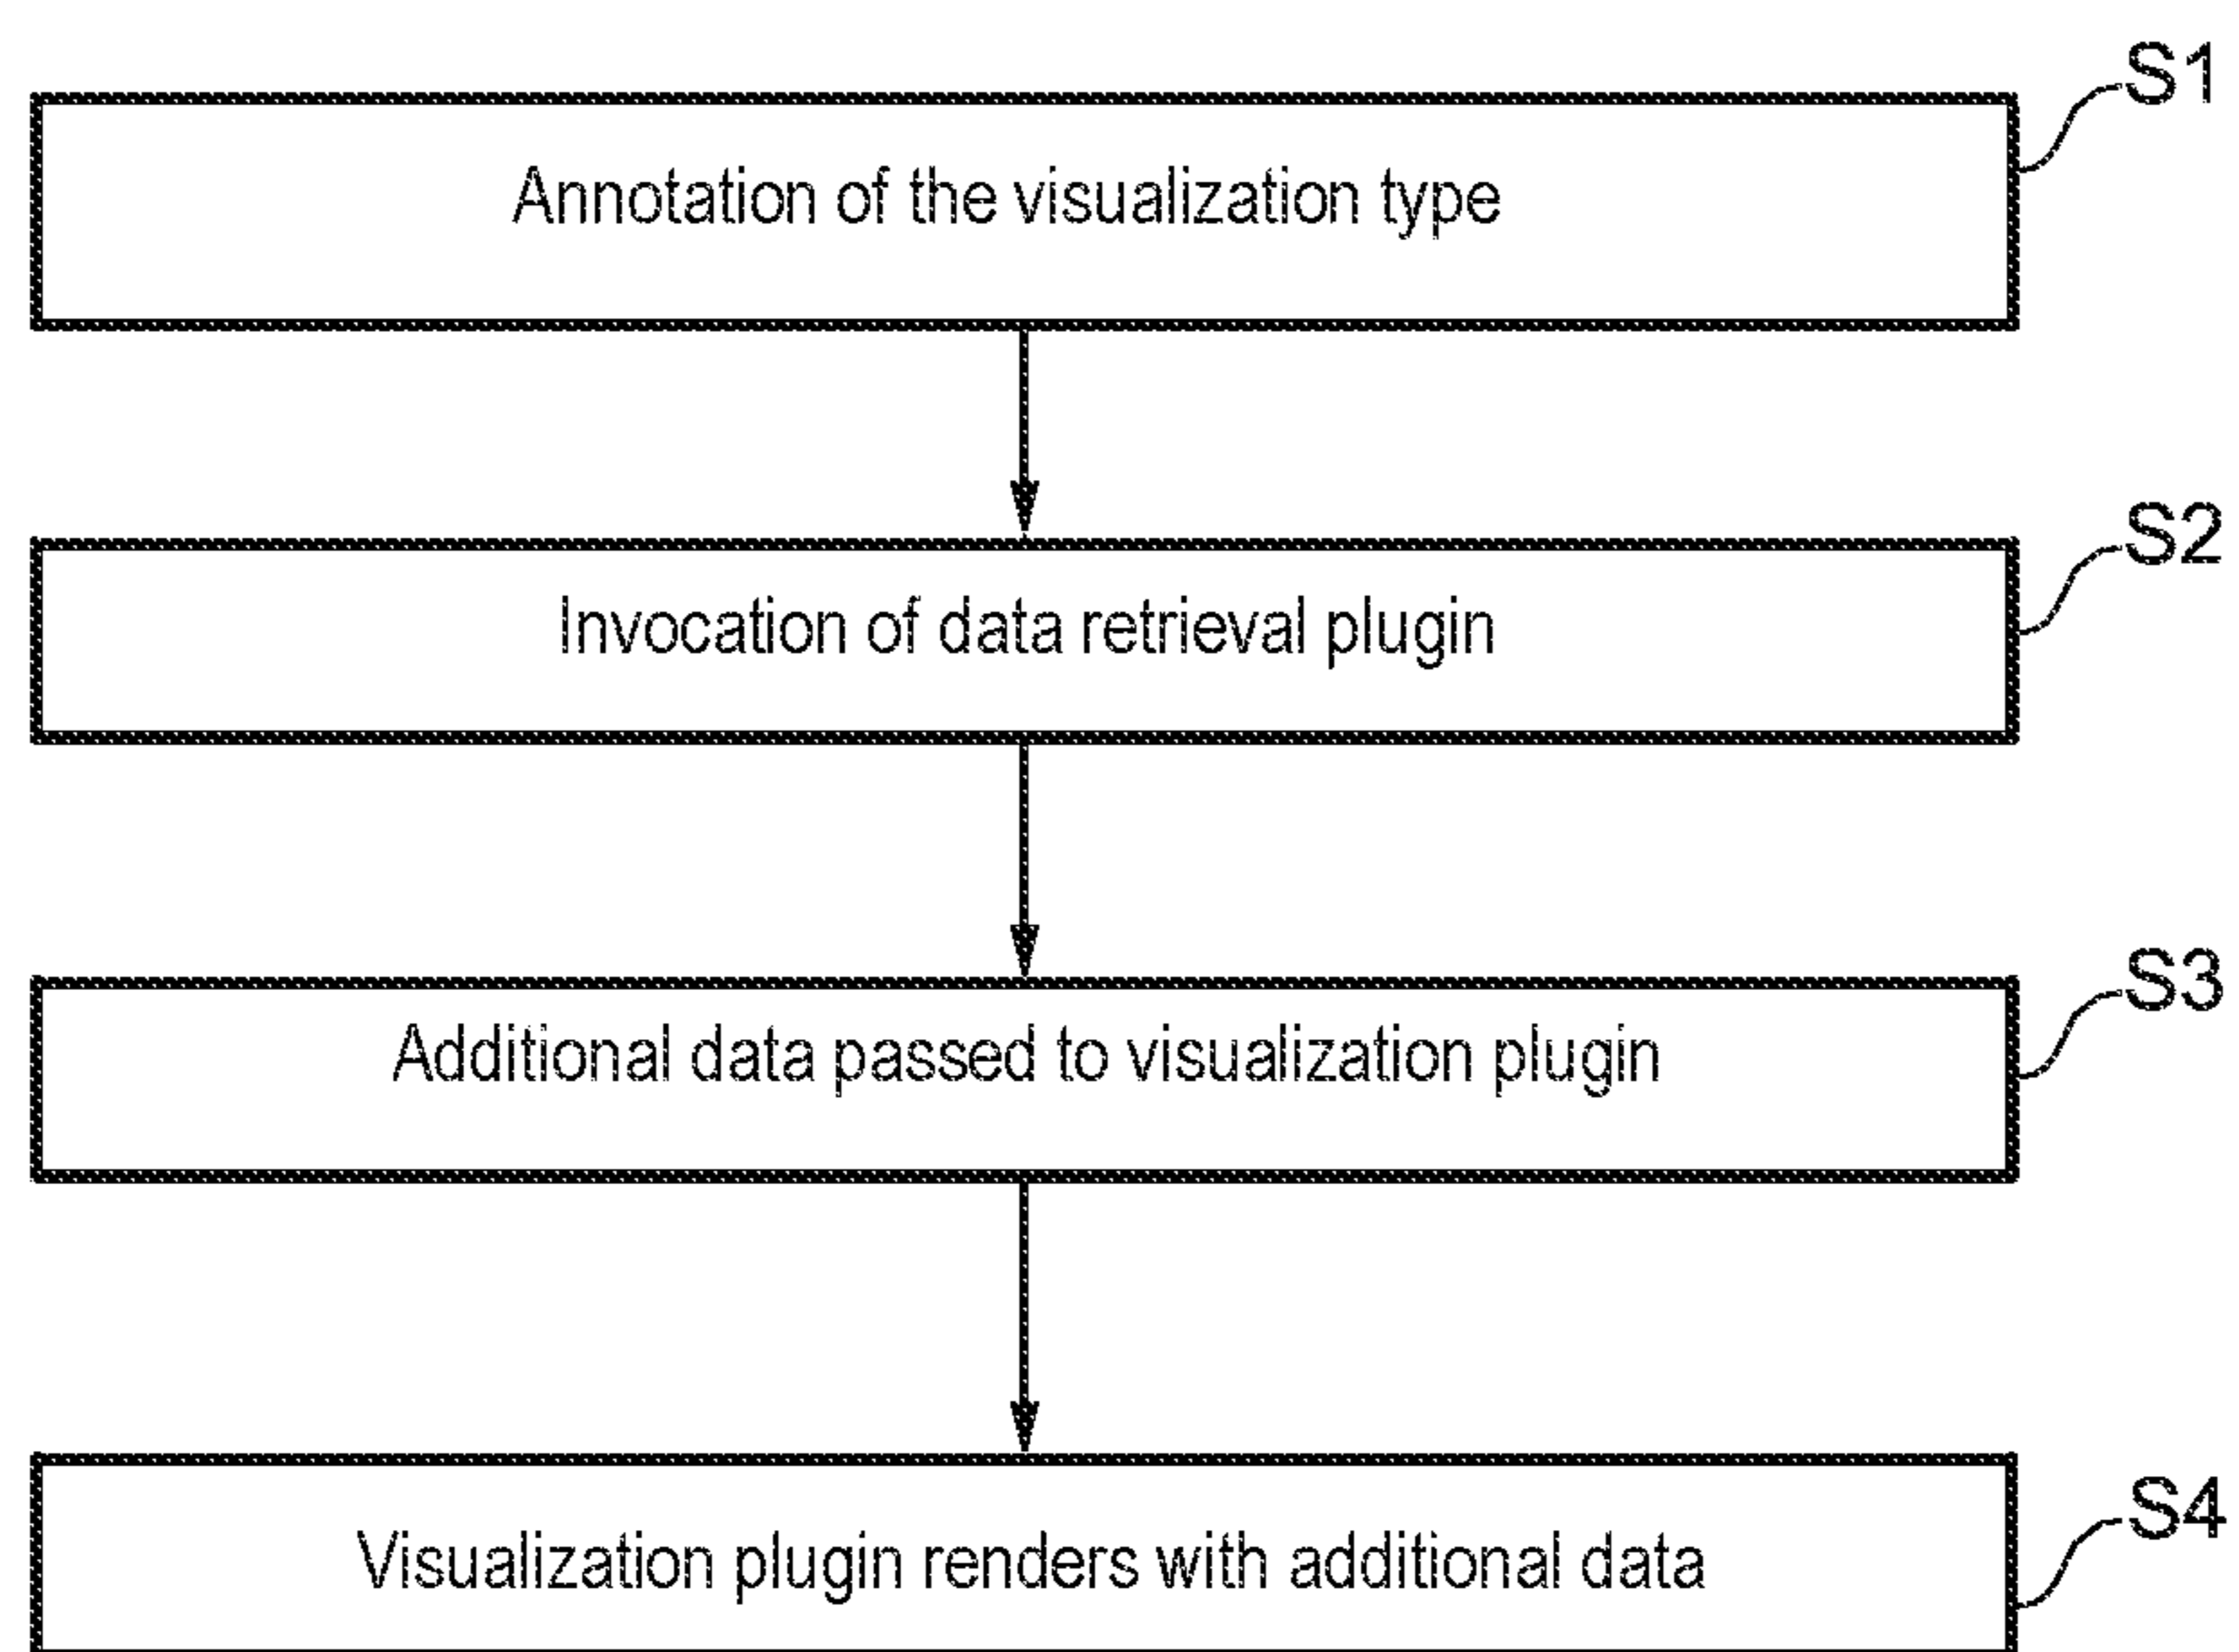 S1
Annotation of the visualization type
S2
Invocation of data retrieval plugin
S3
Additional data passed to visualization plugin
S4
Visualization plugin renders with additional data